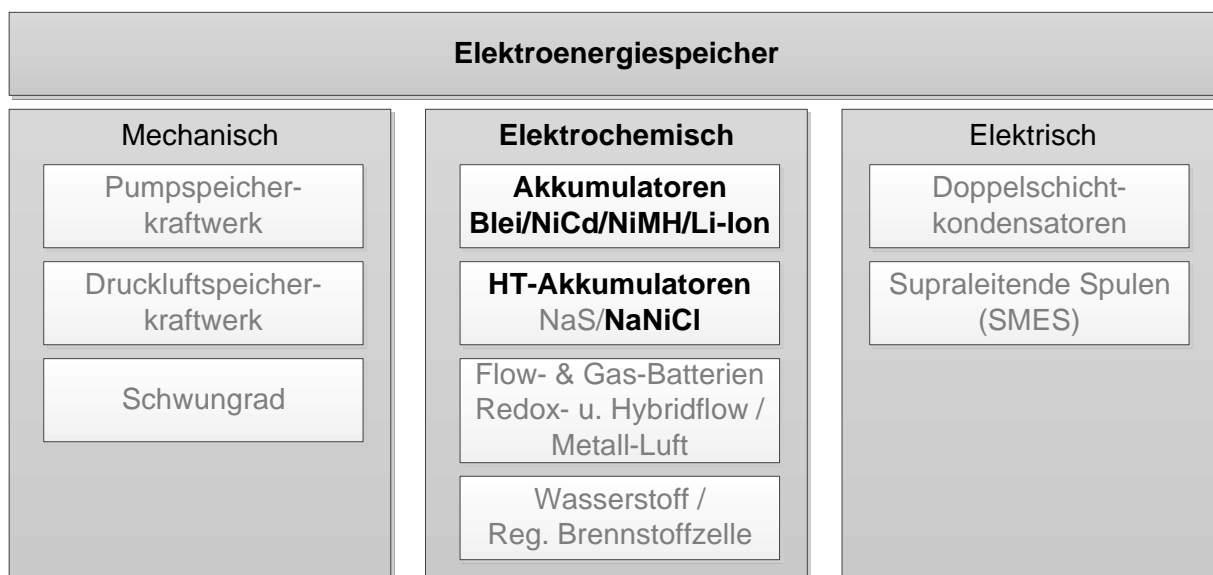 Elektroenergiespeicher
Mechanisch
Pumpspeicher-
kraftwerk
Druckluftspeicher-
kraftwerk
Schwungrad
Elektrochemisch
Akkumulatoren
Blei/NiCd/NiMH/Li-Ion
HT-Akkumulatoren
NaS/NaNiCl
Flow- & Gas-Batterien
Redox- u. Hybridflow /
Metall-Luft
Wasserstoff /
Reg. Brennstoffzelle
Elektrisch
Doppelschicht-
kondensatoren
Supraleitende Spulen
(SMES)